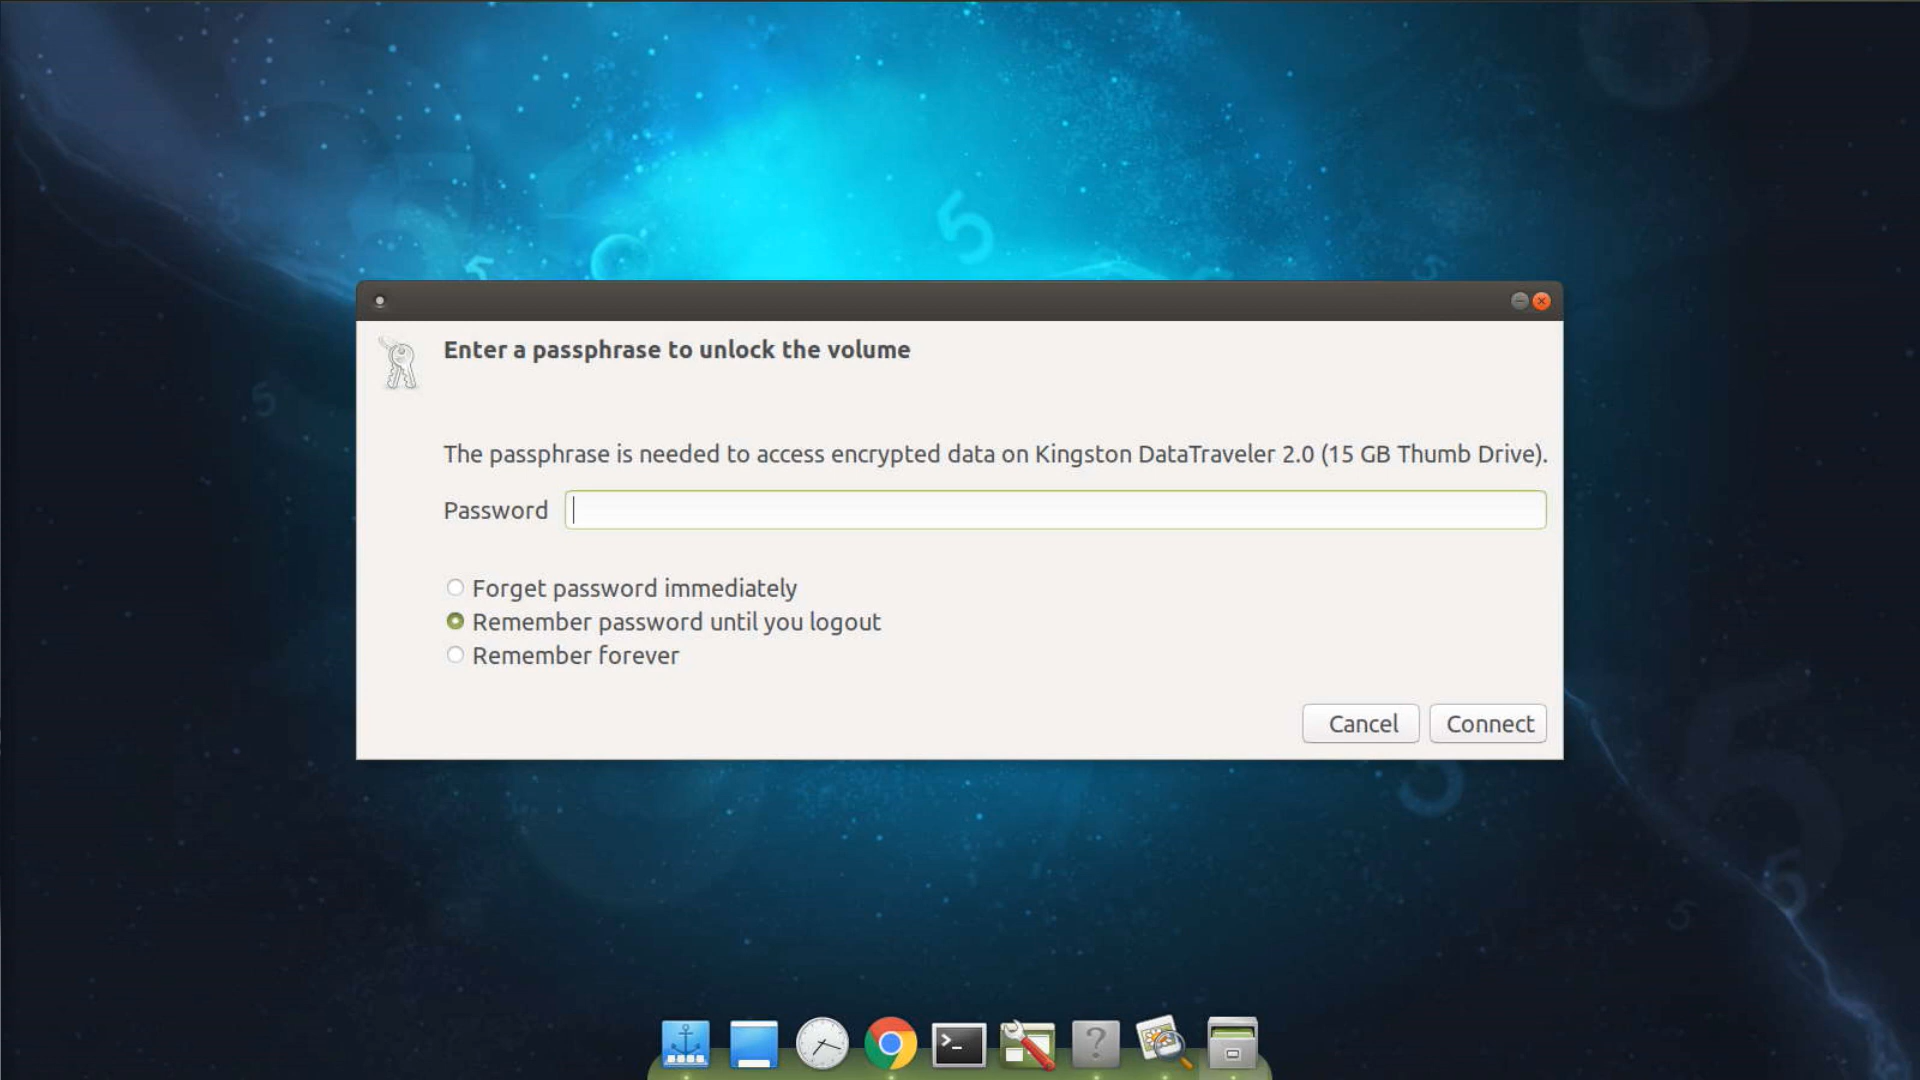 Enter a passphrase to unlock the volume
The passphrase is needed to access encrypted data on Kingston DataTraveler 2.0 (15 GB Thumb Drive).
Password
Forget password immediately
Remember password until you logout
Remember forever
Cancel Connect